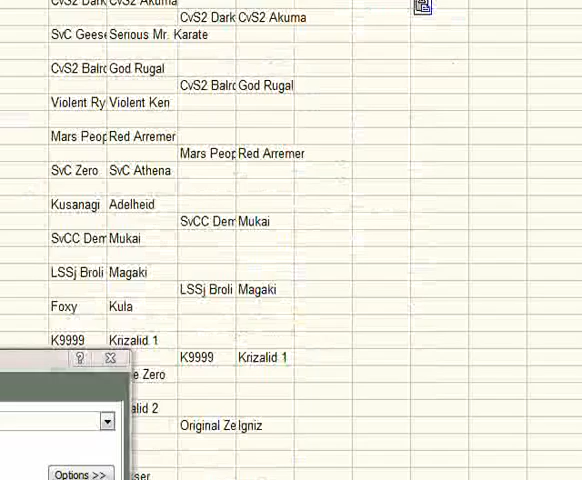 CvS2 Dark CvS2 Akuma
CvS2 Dark CvS2 Akuma
SvC Geese Serious Mr. Karate
CvS2 Balro God Rugal
CvS2 Balro God Rugal
Violent Ry Violent Ken
Mars Peop Red Arremer
Mars Peop Red Arremer
SvC Zero SvC Athena
Kusanagi Adelheid
SvCC Dem Mukai
SvCC Dem Mukai
LSSj Broli Magaki
LSSj Broli Magaki
Foxy Kula
K9999 Krizalid 1
K9999 Krizalid 1
e Zero
alid 2
Original Ze Igniz
Options >>
ser